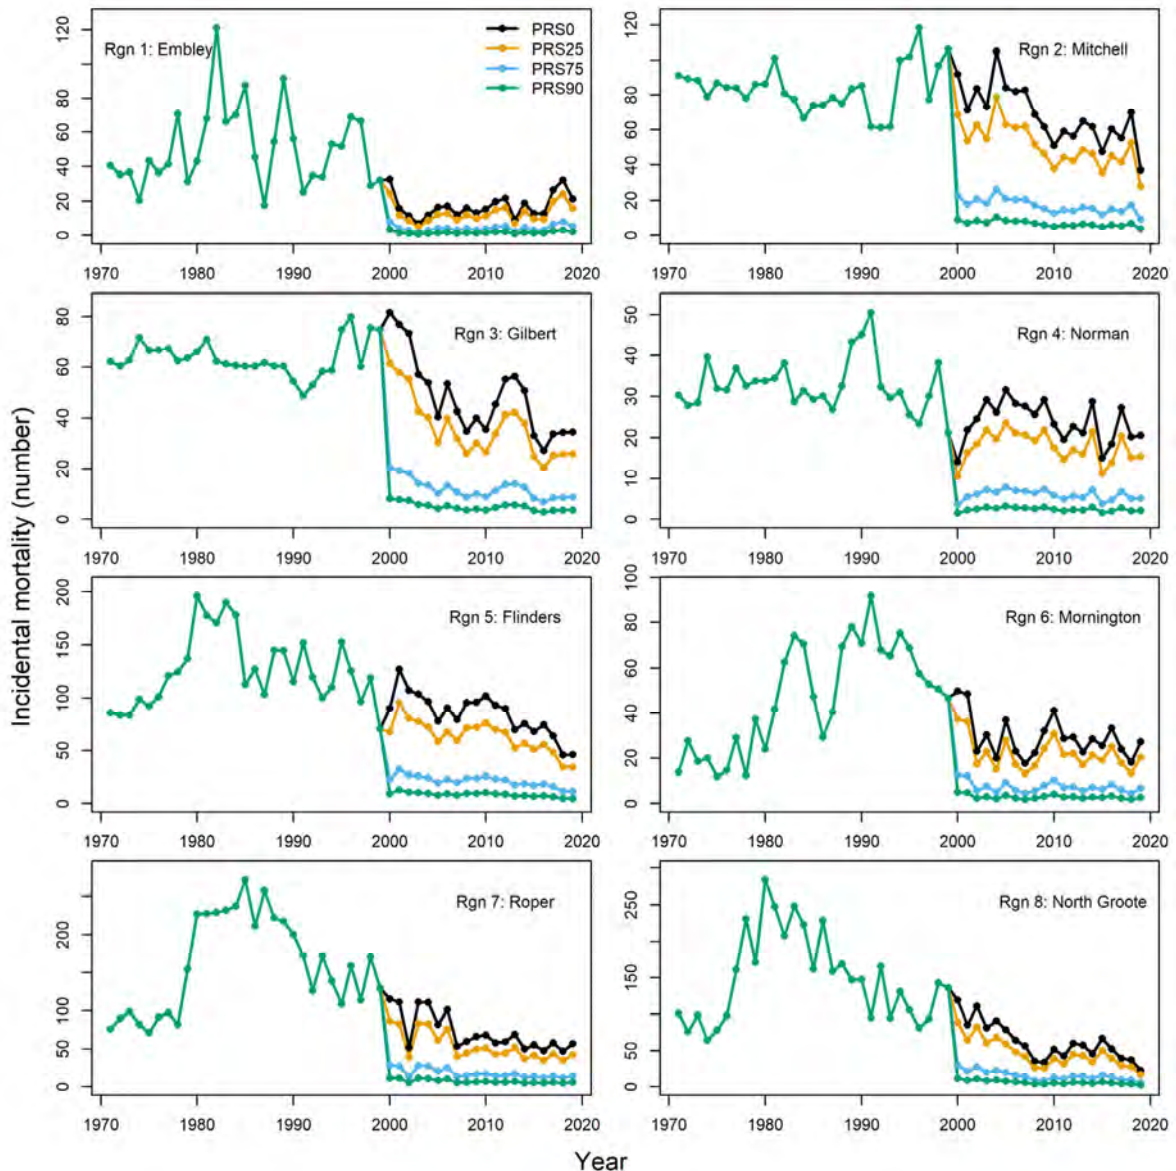 Incidental mortality (number)
Rgn 1: Embley
PRS0
PRS25
PRS75
PRS90
0 20 40 60 80 120
1970 1980 1990 2000 2010 2020
Rgn 2: Mitchell
0 20 40 60 80 120
1970 1980 1990 2000 2010 2020
Rgn 3: Gilbert
0 20 40 60 80
1970 1980 1990 2000 2010 2020
Rgn 4: Norman
0 10 20 30 40 50
1970 1980 1990 2000 2010 2020
Rgn 5: Flinders
0 50 100 150 200
1970 1980 1990 2000 2010 2020
Rgn 6: Mornington
0 20 40 60 80 100
1970 1980 1990 2000 2010 2020
Rgn 7: Roper
0 50 100 200
1970 1980 1990 2000 2010 2020
Rgn 8: North Groote
0 50 150 250
1970 1980 1990 2000 2010 2020
Year